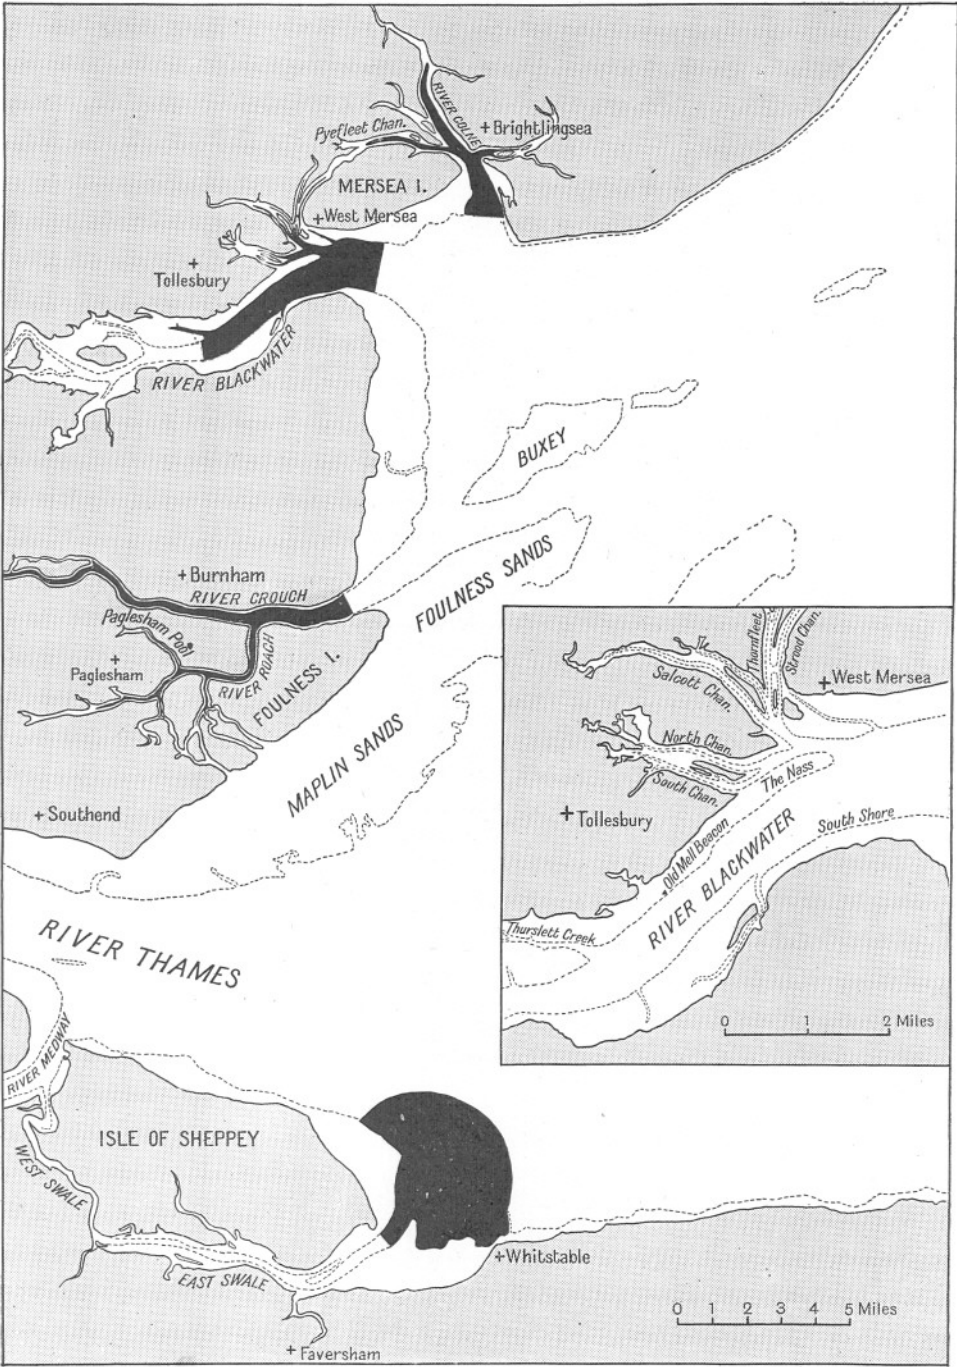 RIVER COLNE
+ Brightlingsea
Pyefleet Chan.
MERSEA I.
+ West Mersea
+
Tollesbury
RIVER BLACKWATER
BUXEY
FOULNESS SANDS
+ Burnham
RIVER CROUCH
Paglesham Pool
+
Paglesham
RIVER ROACH
FOULNESS I.
MAPLIN SANDS
+ Southend
Thornfleet
Strood Chan.
Salcott Chan.
+ West Mersea
North Chan.
South Chan.
The Nass
+ Tollesbury
Old Mell Beacon
RIVER BLACKWATER
South Shore
Thurslett Creek
0 1 2 Miles
RIVER THAMES
RIVER MEDWAY
ISLE OF SHEPPEY
WEST SWALE
EAST SWALE
+ Whitstable
0 1 2 3 4 5 Miles
+ Faversham